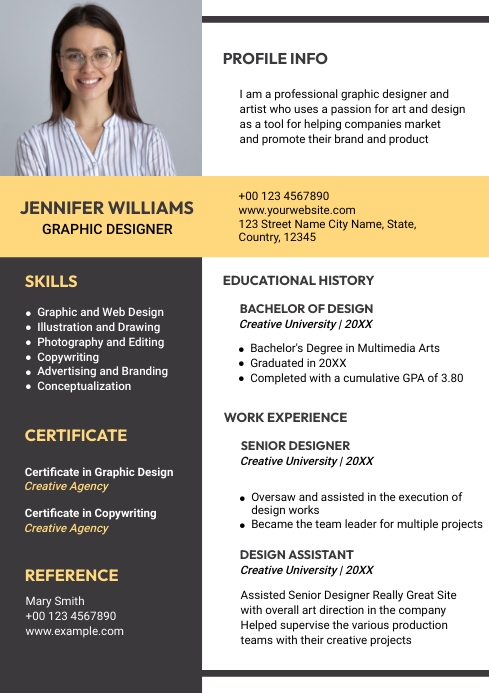 PROFILE INFO
I am a professional graphic designer and
artist who uses a passion for art and design
as a tool for helping companies market
and promote their brand and product
JENNIFER WILLIAMS
GRAPHIC DESIGNER
+00 123 4567890
www.yourwebsite.com
123 Street Name City Name, State,
Country, 12345
SKILLS
• Graphic and Web Design
• Illustration and Drawing
• Photography and Editing
• Copywriting
• Advertising and Branding
• Conceptualization
CERTIFICATE
Certificate in Graphic Design
Creative Agency
Certificate in Copywriting
Creative Agency
REFERENCE
Mary Smith
+00 123 4567890
www.example.com
EDUCATIONAL HISTORY
BACHELOR OF DESIGN
Creative University | 20XX
• Bachelor's Degree in Multimedia Arts
• Graduated in 20XX
• Completed with a cumulative GPA of 3.80
WORK EXPERIENCE
SENIOR DESIGNER
Creative University | 20XX
• Oversaw and assisted in the execution of
design works
• Became the team leader for multiple projects
DESIGN ASSISTANT
Creative University | 20XX
Assisted Senior Designer Really Great Site
with overall art direction in the company
Helped supervise the various production
teams with their creative projects